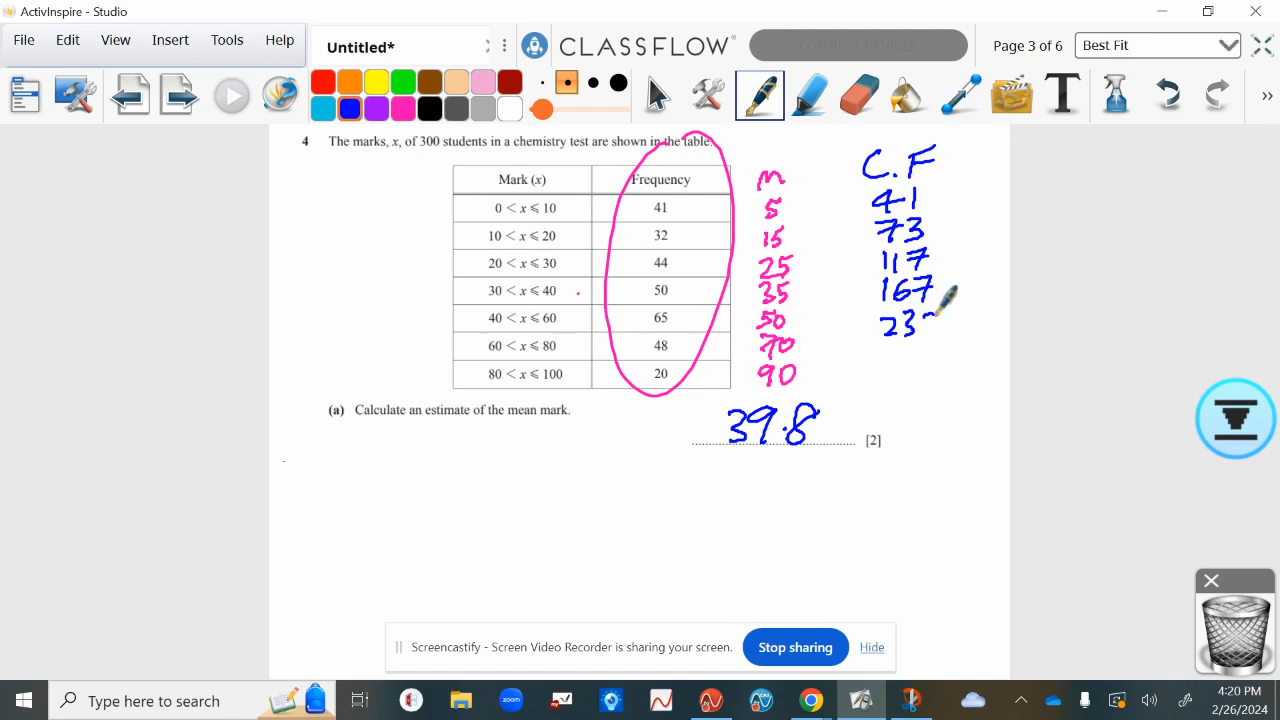 ActivInspire - Studio
File Edit View Insert Tools Help
Untitled*
CLASSFLOW
CONNECT DEVICES
Page 3 of 6
Best Fit
4 The marks, x, of 300 students in a chemistry test are shown in the table.
Mark (x) Frequency M C.F
0 < x ⩽ 10 41 5 41
10 < x ⩽ 20 32 15 73
20 < x ⩽ 30 44 25 117
30 < x ⩽ 40 50 35 167
40 < x ⩽ 60 65 50 23
60 < x ⩽ 80 48 70
80 < x ⩽ 100 20 90
(a) Calculate an estimate of the mean mark.
39.8 [2]
Screencastify - Screen Video Recorder is sharing your screen. Stop sharing Hide
Type here to search
zoom
4:20 PM
2/26/2024